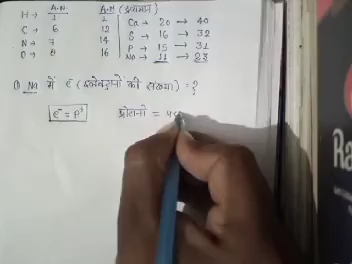 A.N A.M (द्रव्यमान)
H → 1 1
C → 6 12
N → 7 14
O → 8 16
Ca → 20 → 40
S → 16 → 32
P → 15 → 31
Na → 11 → 23
① Na में e⁻ (इलेक्ट्रानो की संख्या) = ?
e⁻ = P⁺ प्रोटानो = प